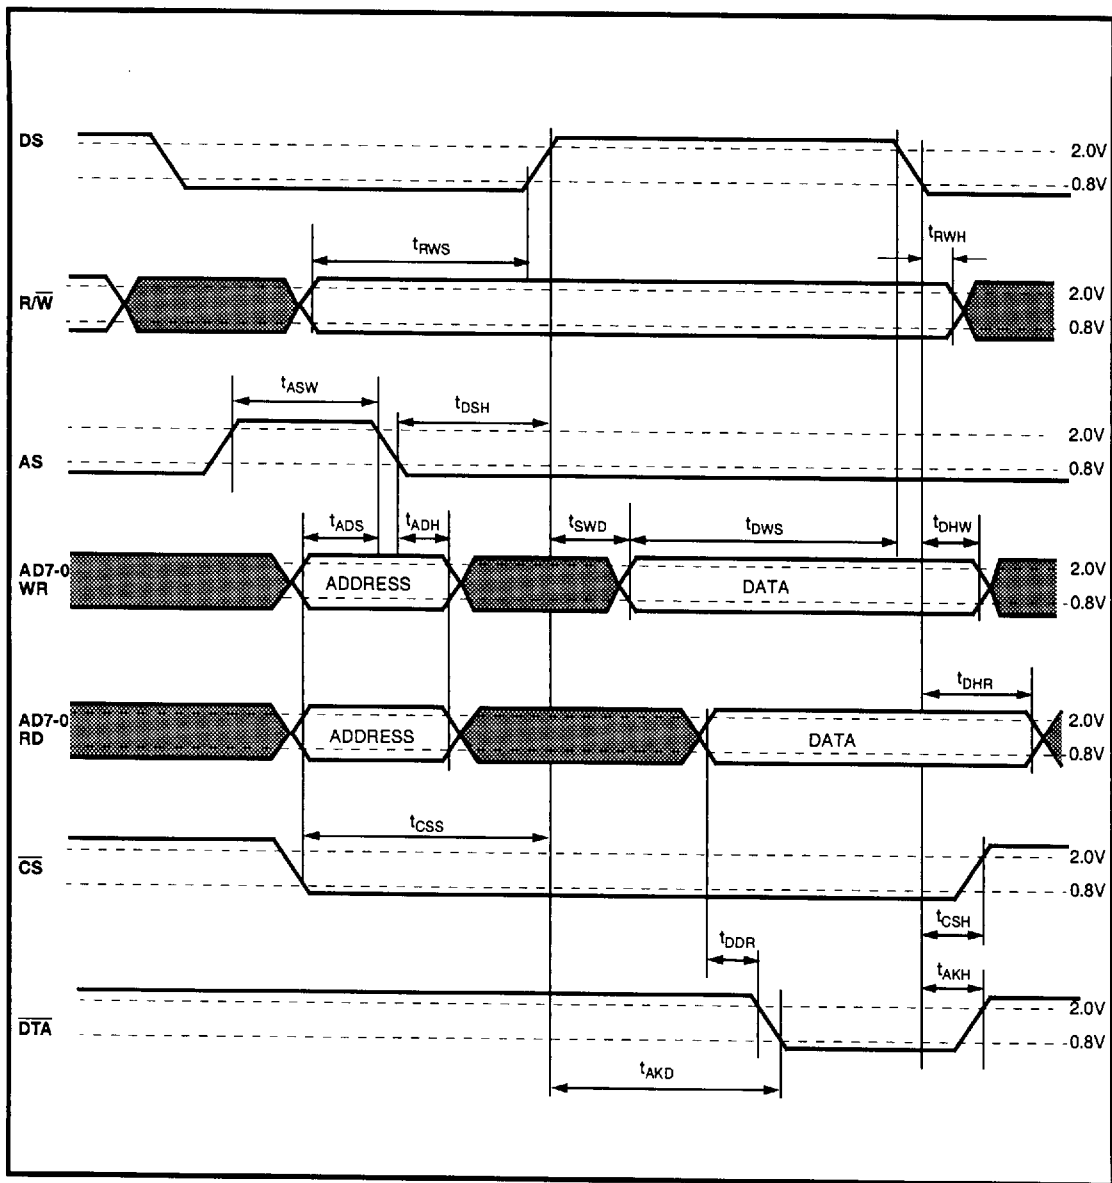 DS
2.0V
0.8V
tRWS
tRWH
R/W̅
2.0V
0.8V
tASW
tDSH
AS
2.0V
0.8V
tADS
tADH
tSWD
tDWS
tDHW
AD7-0
WR
ADDRESS
DATA
2.0V
0.8V
tDHR
AD7-0
RD
ADDRESS
DATA
2.0V
0.8V
tCSS
C̅S̅
2.0V
0.8V
tCSH
tDDR
tAKH
D̅T̅A̅
2.0V
0.8V
tAKD